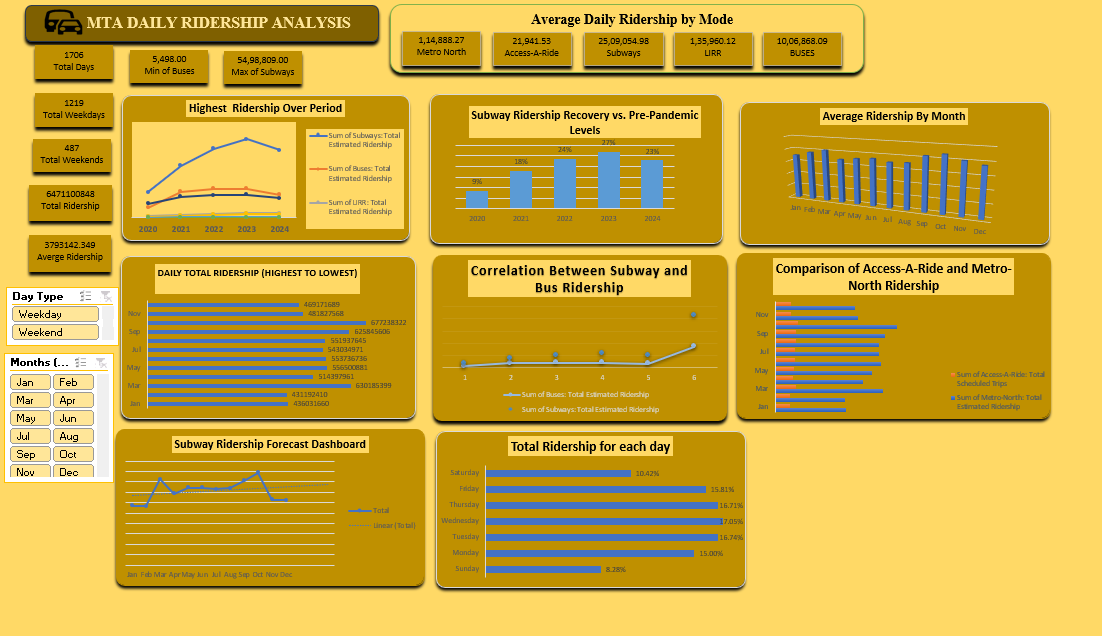 MTA DAILY RIDERSHIP ANALYSIS
Average Daily Ridership by Mode
1,14,888.27
Metro North
21,941.53
Access-A-Ride
25,09,054.98
Subways
1,35,960.12
LIRR
10,06,868.09
BUSES
1706
Total Days
5,498.00
Min of Buses
54,98,809.00
Max of Subways
1219
Total Weekdays
487
Total Weekends
6471100848
Total Ridership
3793142.349
Averge Ridership
Day Type
Weekday
Weekend
Months (...
Jan Feb
Mar Apr
May Jun
Jul Aug
Sep Oct
Nov Dec
Highest Ridership Over Period
Sum of Subways: Total
Estimated Ridership
Sum of Buses: Total
Estimated Ridership
Sum of LIRR: Total
Estimated Ridership
2020 2021 2022 2023 2024
Subway Ridership Recovery vs. Pre-Pandemic
Levels
9% 18% 24% 27% 23%
2020 2021 2022 2023 2024
Average Ridership By Month
Jan Feb Mar Apr May Jun Jul Aug Sep Oct Nov Dec
DAILY TOTAL RIDERSHIP (HIGHEST TO LOWEST)
469171689
Nov 481827568
677238322
Sep 625845606
551937645
Jul 543034971
553736736
May 556500881
514397961
Mar 630185399
431192410
Jan 436031660
Correlation Between Subway and
Bus Ridership
1 2 3 4 5 6
Sum of Buses: Total Estimated Ridership
Sum of Subways: Total Estimated Ridership
Comparison of Access-A-Ride and Metro-
North Ridership
Nov
Sep
Jul
May
Mar
Jan
Sum of Access-A-Ride: Total
Scheduled Trips
Sum of Metro-North: Total
Estimated Ridership
Subway Ridership Forecast Dashboard
Total
Linear (Total)
Jan Feb Mar Apr May Jun Jul Aug Sep Oct Nov Dec
Total Ridership for each day
Saturday 10.42%
Friday 15.81%
Thursday 16.71%
Wednesday 17.05%
Tuesday 16.74%
Monday 15.00%
Sunday 8.28%